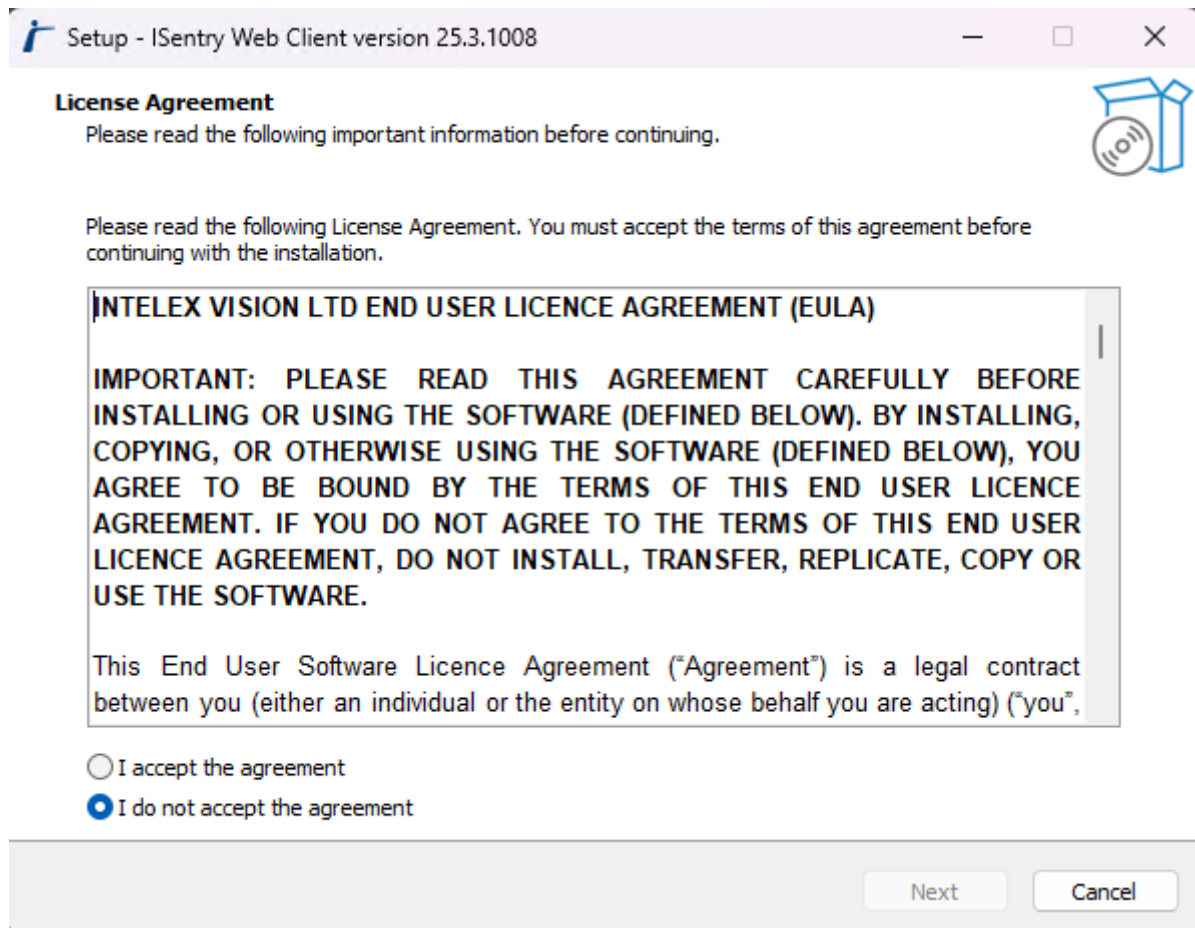 Setup - ISentry Web Client version 25.3.1008
License Agreement
Please read the following important information before continuing.
Please read the following License Agreement. You must accept the terms of this agreement before
continuing with the installation.
INTELEX VISION LTD END USER LICENCE AGREEMENT (EULA)
IMPORTANT: PLEASE READ THIS AGREEMENT CAREFULLY BEFORE
INSTALLING OR USING THE SOFTWARE (DEFINED BELOW). BY INSTALLING,
COPYING, OR OTHERWISE USING THE SOFTWARE (DEFINED BELOW), YOU
AGREE TO BE BOUND BY THE TERMS OF THIS END USER LICENCE
AGREEMENT. IF YOU DO NOT AGREE TO THE TERMS OF THIS END USER
LICENCE AGREEMENT, DO NOT INSTALL, TRANSFER, REPLICATE, COPY OR
USE THE SOFTWARE.
This End User Software Licence Agreement (“Agreement”) is a legal contract
between you (either an individual or the entity on whose behalf you are acting) (“you”,
I accept the agreement
I do not accept the agreement
Next
Cancel